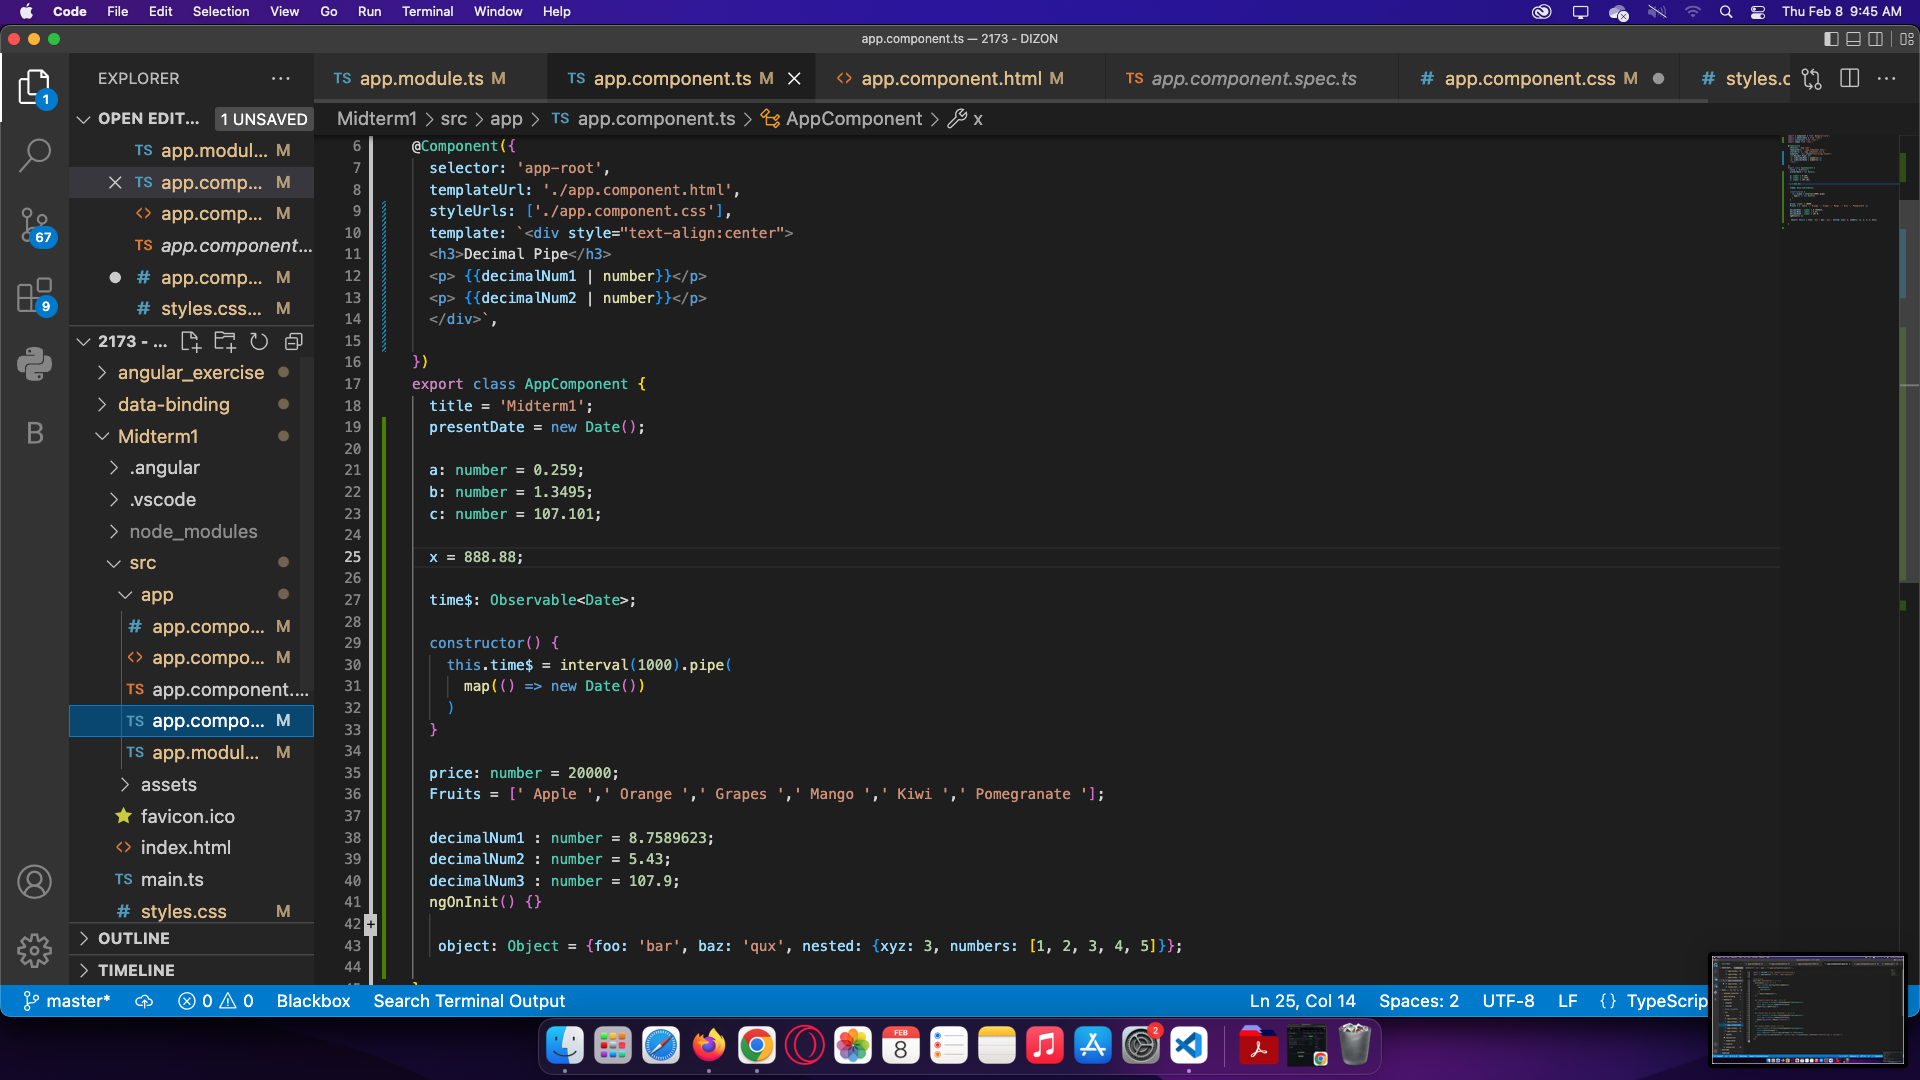 Code File Edit Selection View Go Run Terminal Window Help Thu Feb 8 9:45 AM
app.component.ts — 2173 - DIZON
EXPLORER ···
TS app.module.ts M
TS app.component.ts M
<> app.component.html M
TS app.component.spec.ts
# app.component.css M
# styles.c ···
1
OPEN EDIT... 1 UNSAVED
TS app.modul... M
TS app.comp... M
<> app.comp... M
TS app.component...
# app.comp... M
# styles.css... M
67
9
B
2173 - ...
angular_exercise
data-binding
Midterm1
.angular
.vscode
node_modules
src
app
# app.compo... M
<> app.compo... M
TS app.component....
TS app.compo... M
TS app.modul... M
assets
favicon.ico
<> index.html
TS main.ts
# styles.css M
OUTLINE
TIMELINE
Midterm1 > src > app > TS app.component.ts > AppComponent > x
6 @Component({
7 selector: 'app-root',
8 templateUrl: './app.component.html',
9 styleUrls: ['./app.component.css'],
10 template: `<div style="text-align:center">
11 <h3>Decimal Pipe</h3>
12 <p> {{decimalNum1 | number}}</p>
13 <p> {{decimalNum2 | number}}</p>
14 </div>`,
15
16 })
17 export class AppComponent {
18 title = 'Midterm1';
19 presentDate = new Date();
20
21 a: number = 0.259;
22 b: number = 1.3495;
23 c: number = 107.101;
24
25 x = 888.88;
26
27 time$: Observable<Date>;
28
29 constructor() {
30 this.time$ = interval(1000).pipe(
31 map(() => new Date())
32 )
33 }
34
35 price: number = 20000;
36 Fruits = [' Apple ',' Orange ',' Grapes ',' Mango ',' Kiwi ',' Pomegranate '];
37
38 decimalNum1 : number = 8.7589623;
39 decimalNum2 : number = 5.43;
40 decimalNum3 : number = 107.9;
41 ngOnInit() {}
42 +
43 object: Object = {foo: 'bar', baz: 'qux', nested: {xyz: 3, numbers: [1, 2, 3, 4, 5]}};
44
master* 0 0 Blackbox Search Terminal Output Ln 25, Col 14 Spaces: 2 UTF-8 LF {} TypeScrip
FEB
8
2